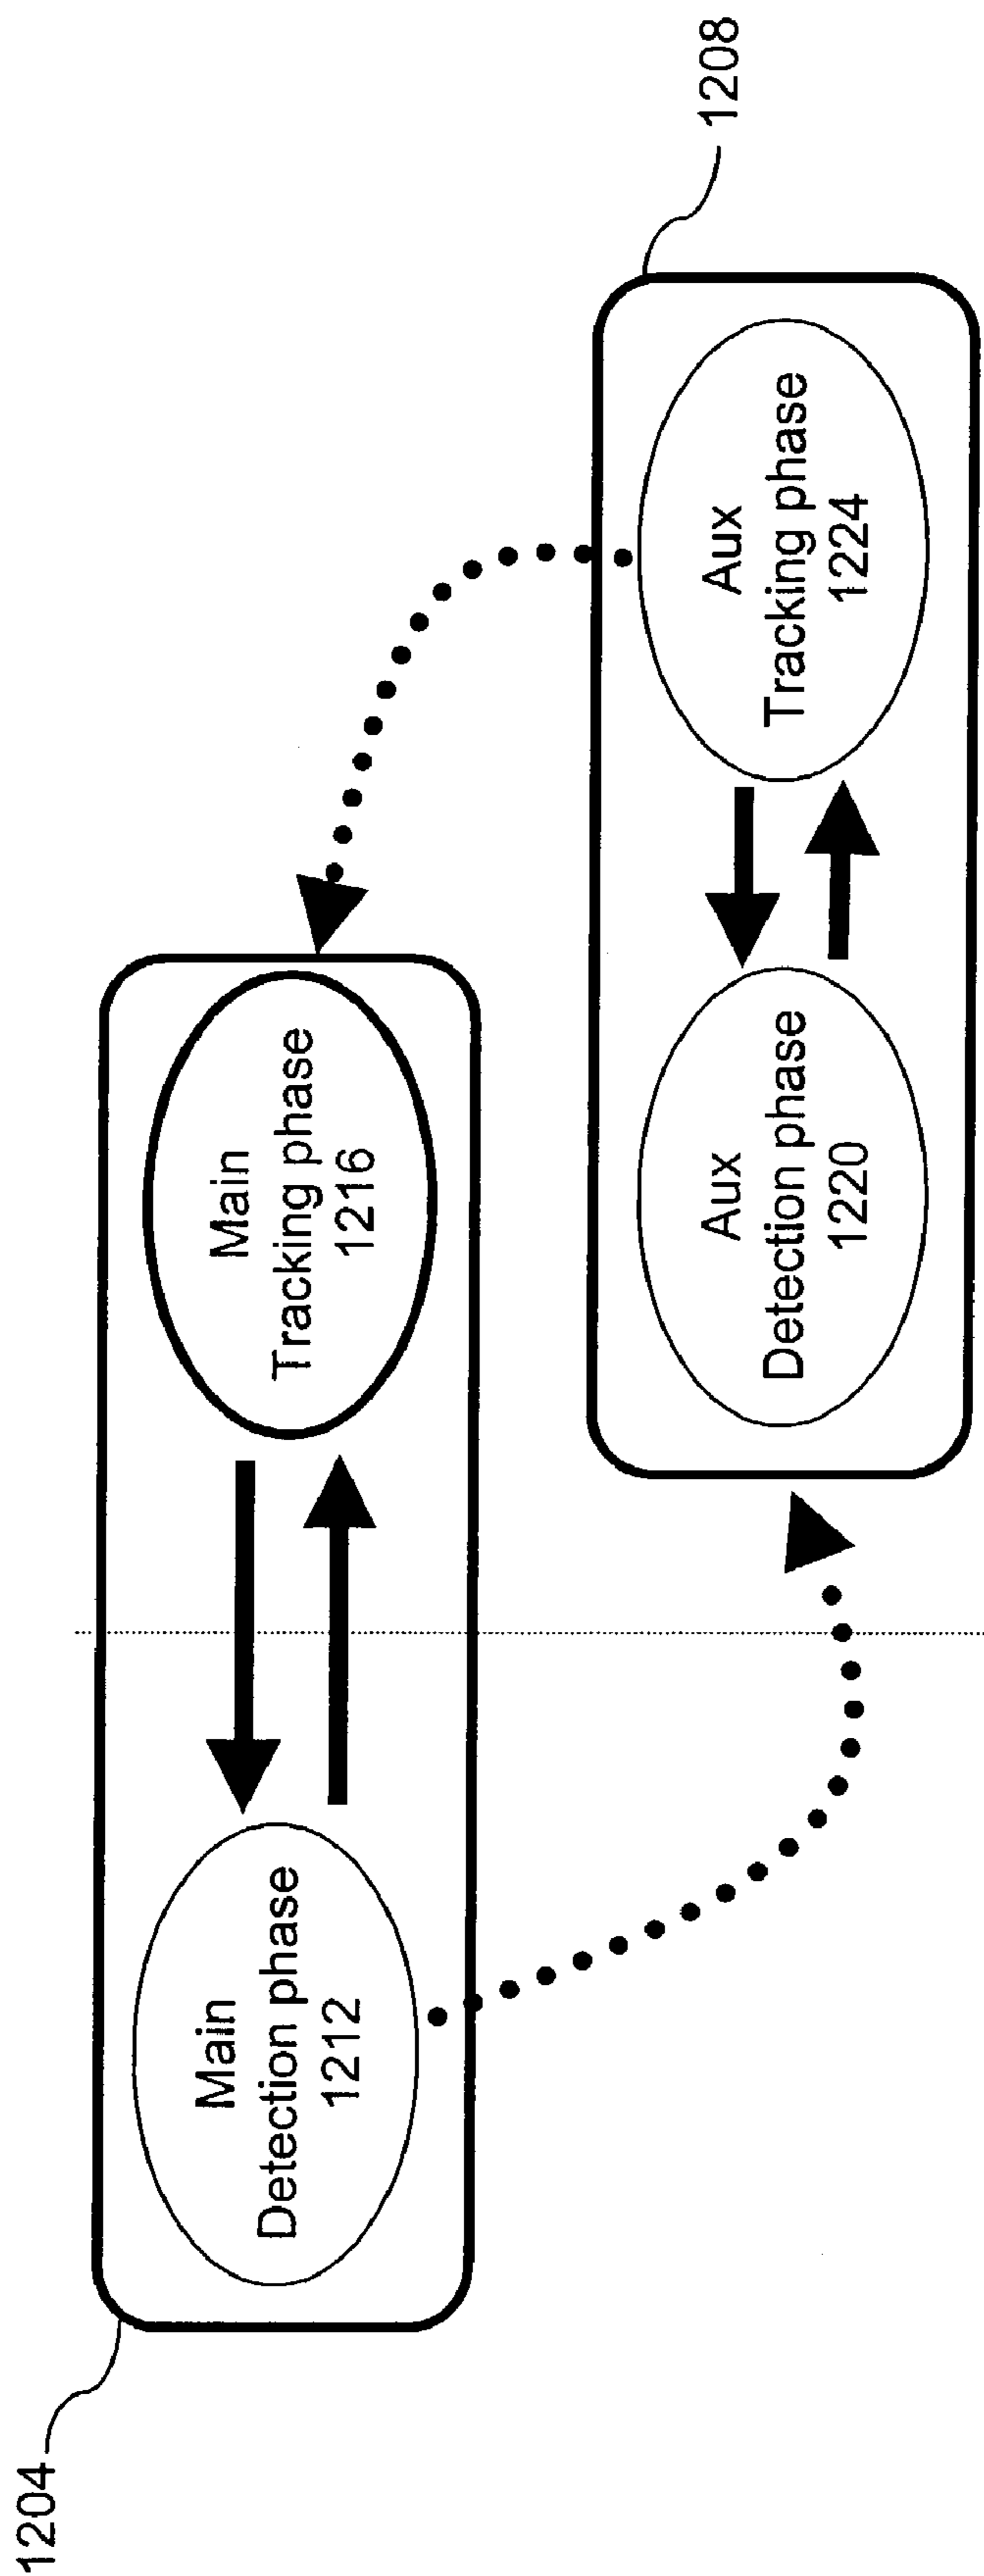 1204
Main
Detection phase
1212
Main
Tracking phase
1216
Aux
Detection phase
1220
Aux
Tracking phase
1224
1208